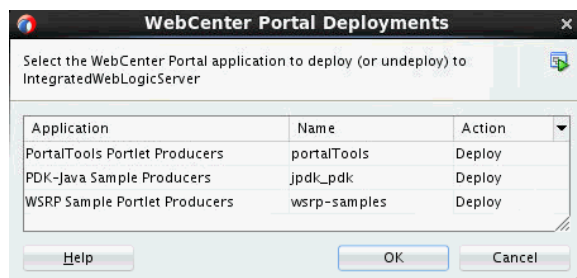 WebCenter Portal Deployments
Select the WebCenter Portal application to deploy (or undeploy) to
IntegratedWebLogicServer
Application Name Action
PortalTools Portlet Producers portalTools Deploy
PDK-Java Sample Producers jpdk_pdk Deploy
WSRP Sample Portlet Producers wsrp-samples Deploy
Help OK Cancel